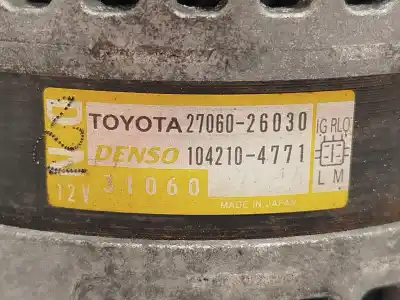 TOYOTA 27060-26030
DENSO 104210-4771
12V 31060
MADE IN JAPAN
IG RLO
L M